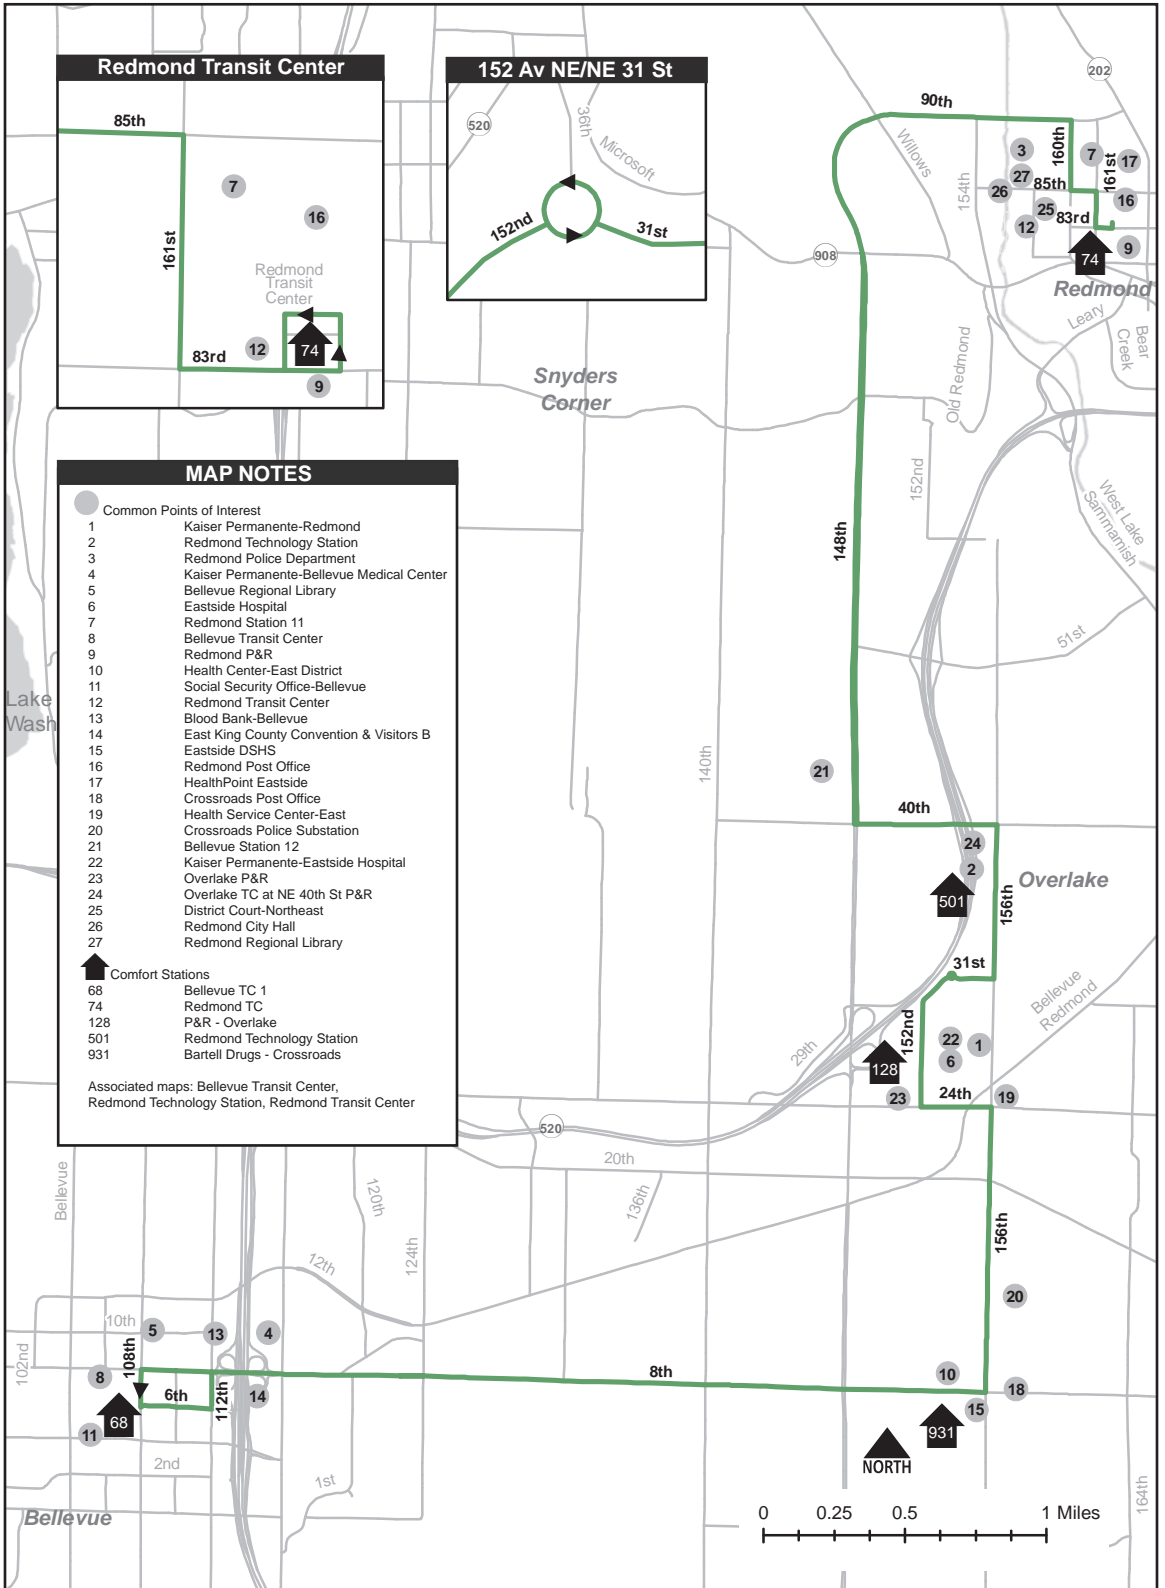 Redmond Transit Center
85th
7
16
161st
Redmond
Transit
Center
12
74
83rd
9
152 Av NE/NE 31 St
520
36th
Microsoft
152nd
31st
202
90th
Willows
160th
161st
154th
3
7
17
27
85th
26
16
25
83rd
12
9
74
908
Redmond
Leary
Bear
Creek
Old Redmond
Snyders
Corner
152nd
West Lake
Sammamish
148th
51st
Lake
Wash
140th
21
40th
24
2
Overlake
501
156th
31st
Bellevue
Redmond
152nd
29th
22
1
6
128
23
24th
19
MAP NOTES
Common Points of Interest
1 Kaiser Permanente-Redmond
2 Redmond Technology Station
3 Redmond Police Department
4 Kaiser Permanente-Bellevue Medical Center
5 Bellevue Regional Library
6 Eastside Hospital
7 Redmond Station 11
8 Bellevue Transit Center
9 Redmond P&R
10 Health Center-East District
11 Social Security Office-Bellevue
12 Redmond Transit Center
13 Blood Bank-Bellevue
14 East King County Convention & Visitors B
15 Eastside DSHS
16 Redmond Post Office
17 HealthPoint Eastside
18 Crossroads Post Office
19 Health Service Center-East
20 Crossroads Police Substation
21 Bellevue Station 12
22 Kaiser Permanente-Eastside Hospital
23 Overlake P&R
24 Overlake TC at NE 40th St P&R
25 District Court-Northeast
26 Redmond City Hall
27 Redmond Regional Library
Comfort Stations
68 Bellevue TC 1
74 Redmond TC
128 P&R - Overlake
501 Redmond Technology Station
931 Bartell Drugs - Crossroads
Associated maps: Bellevue Transit Center,
Redmond Technology Station, Redmond Transit Center
520
20th
Bellevue
120th
124th
136th
156th
12th
20
10th
5
13
4
102nd
108th
8
6th
112th
14
8th
10
18
15
68
11
931
2nd
1st
NORTH
164th
Bellevue
0 0.25 0.5 1 Miles